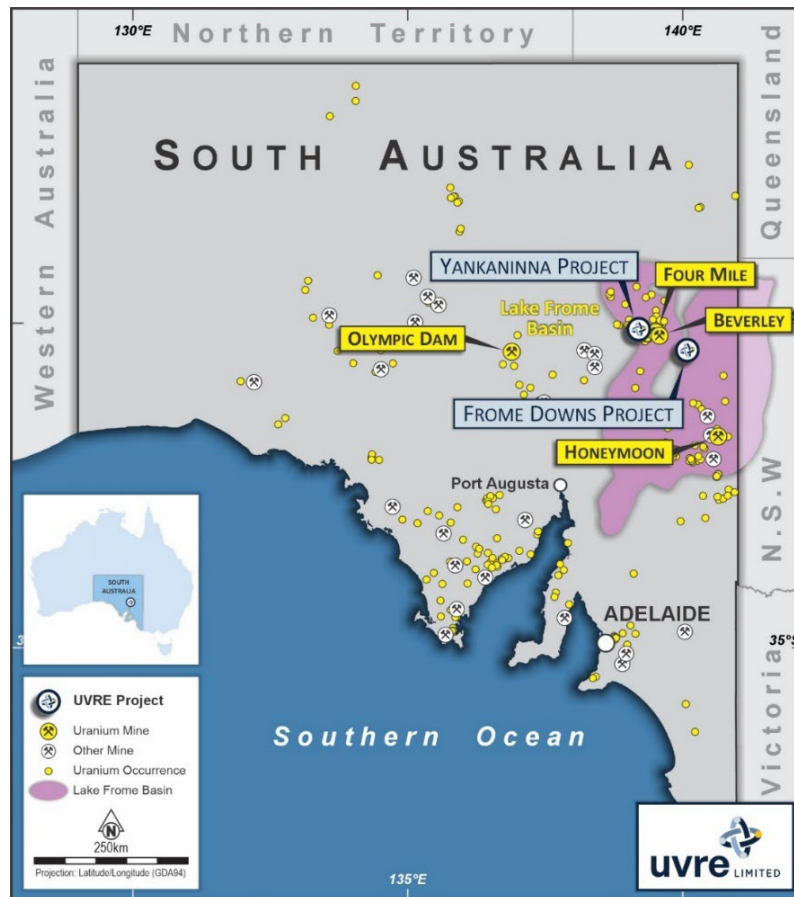 130°E
140°E
Northern Territory
Western Australia
Queensland
SOUTH AUSTRALIA
YANKANINNA PROJECT
FOUR MILE
Lake Frome
Basin
BEVERLEY
OLYMPIC DAM
FROME DOWNS PROJECT
HONEYMOON
Port Augusta
N.S.W
SOUTH
AUSTRALIA
ADELAIDE
35°S
UVRE Project
Uranium Mine
Other Mine
Uranium Occurrence
Lake Frome Basin
N
250km
Projection: Latitude/Longitude (GDA94)
Southern Ocean
Victoria
135°E
uvre LIMITED